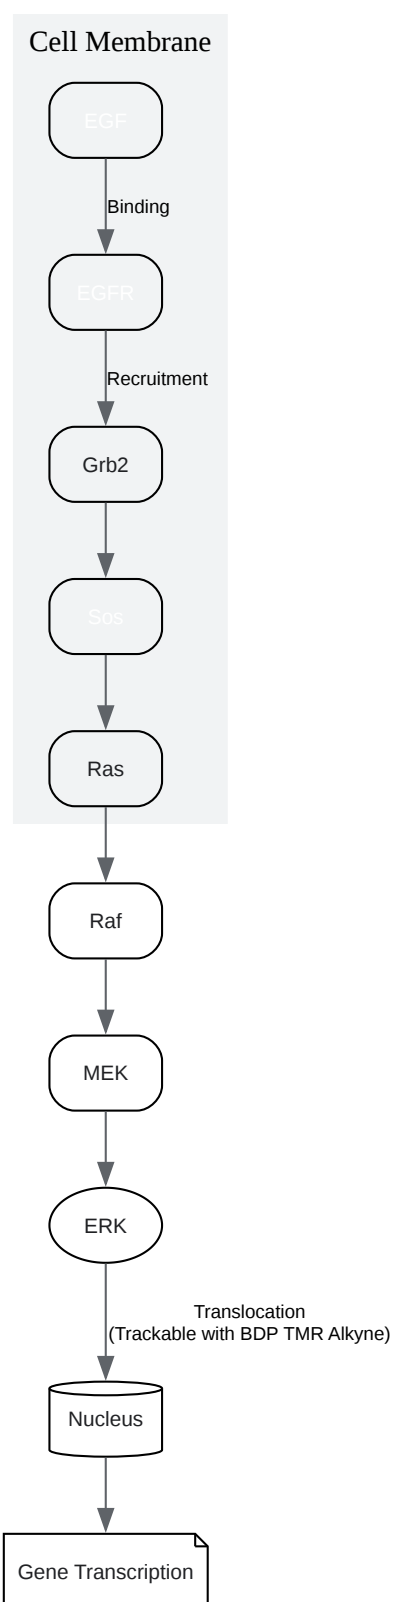 Cell Membrane
EGF
Binding
EGFR
Recruitment
Grb2
Sos
Ras
Raf
MEK
ERK
Translocation
(Trackable with BDP TMR Alkyne)
Nucleus
Gene Transcription